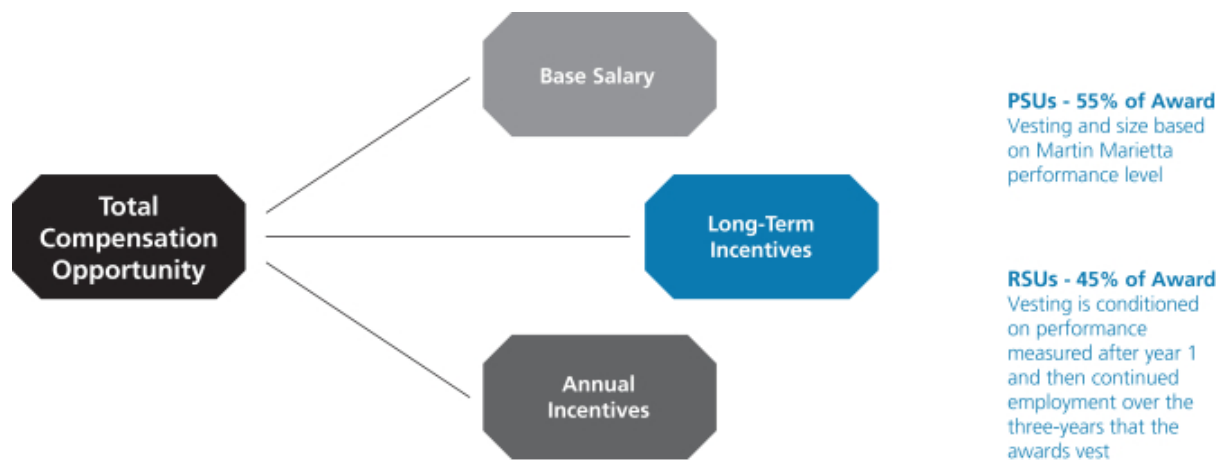 Base Salary
Total
Compensation
Opportunity
Long-Term
Incentives
Annual
Incentives
PSUs - 55% of Award
Vesting and size based
on Martin Marietta
performance level
RSUs - 45% of Award
Vesting is conditioned
on performance
measured after year 1
and then continued
employment over the
three-years that the
awards vest